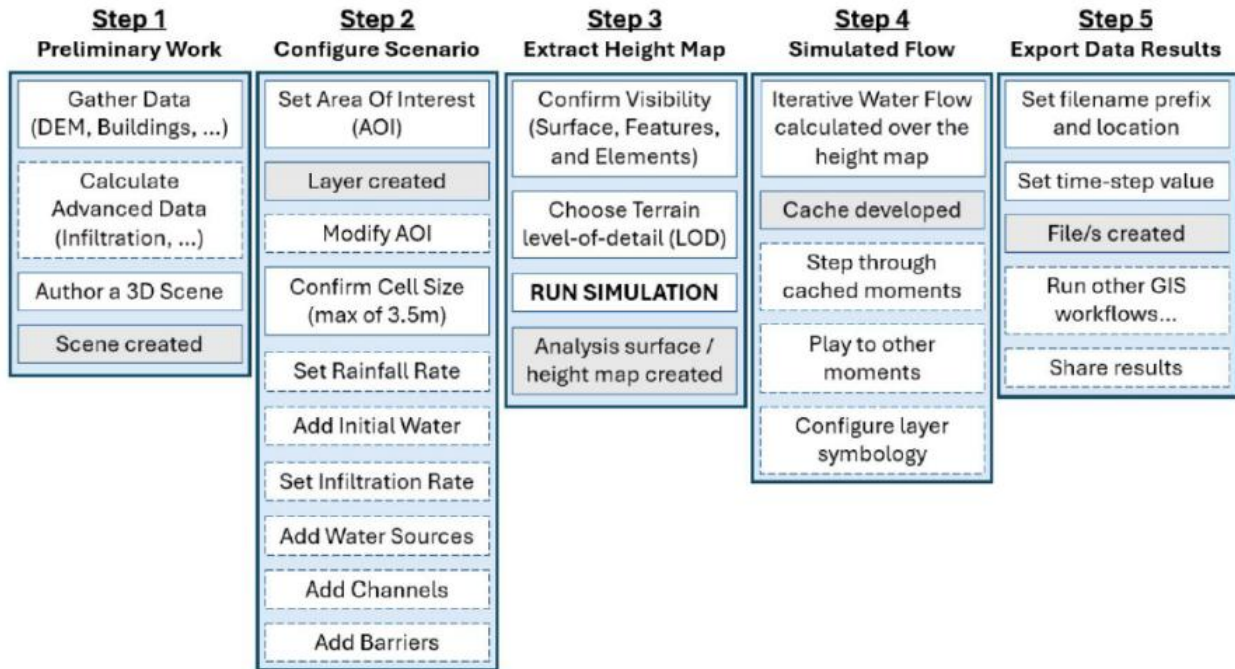 Step 1
Preliminary Work
Gather Data
(DEM, Buildings, ...)
Calculate
Advanced Data
(Infiltration, ...)
Author a 3D Scene
Scene created
Step 2
Configure Scenario
Set Area Of Interest
(AOI)
Layer created
Modify AOI
Confirm Cell Size
(max of 3.5m)
Set Rainfall Rate
Add Initial Water
Set Infiltration Rate
Add Water Sources
Add Channels
Add Barriers
Step 3
Extract Height Map
Confirm Visibility
(Surface, Features,
and Elements)
Choose Terrain
level-of-detail (LOD)
RUN SIMULATION
Analysis surface /
height map created
Step 4
Simulated Flow
Iterative Water Flow
calculated over the
height map
Cache developed
Step through
cached moments
Play to other
moments
Configure layer
symbology
Step 5
Export Data Results
Set filename prefix
and location
Set time-step value
File/s created
Run other GIS
workflows...
Share results